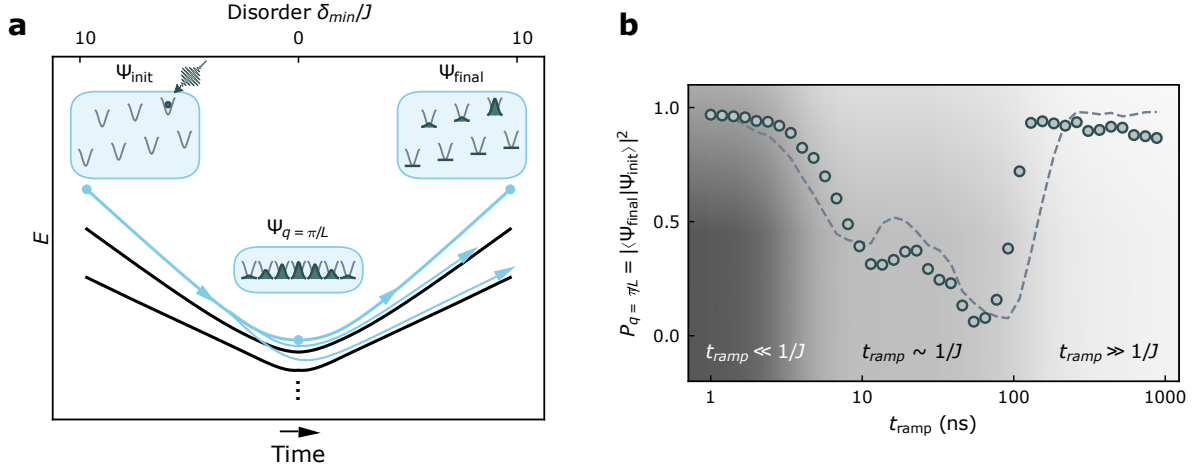 a
Disorder δmin/J
10 0 10
Ψinit
Ψfinal
Ψq = π/L
E
Time
b
Pq = π/L = |⟨Ψfinal|Ψinit⟩|²
1.0
0.5
0.0
tramp ≪ 1/J tramp ~ 1/J tramp ≫ 1/J
1 10 100 1000
tramp (ns)